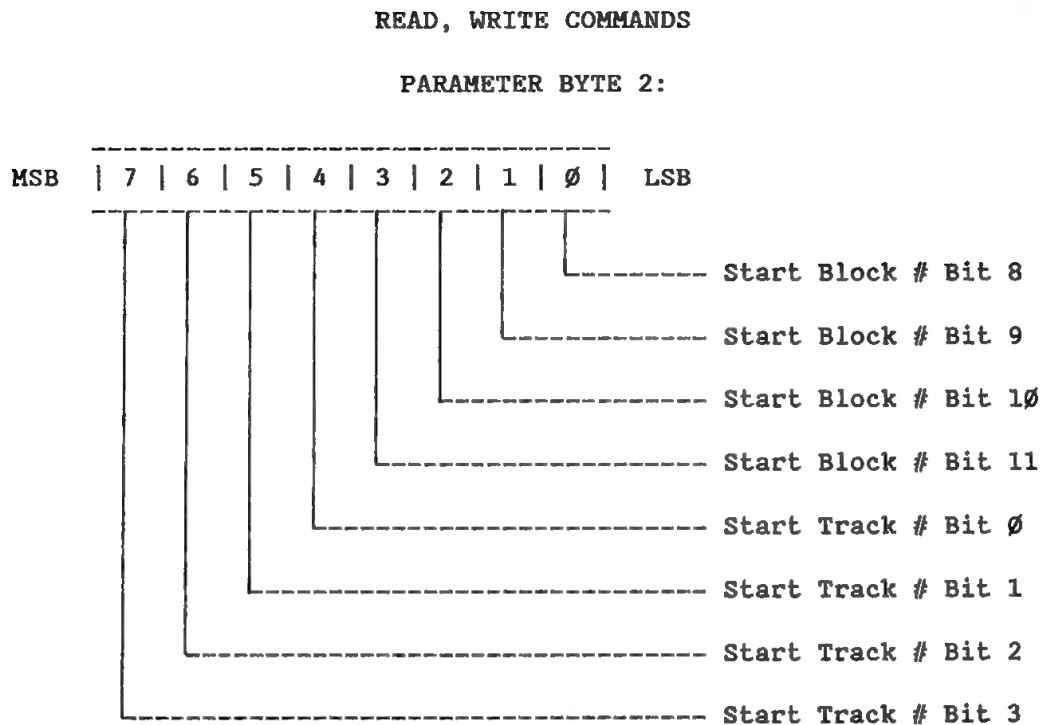 READ, WRITE COMMANDS
PARAMETER BYTE 2:
MSB | 7 | 6 | 5 | 4 | 3 | 2 | 1 | Ø | LSB
Start Block # Bit 8
Start Block # Bit 9
Start Block # Bit 1Ø
Start Block # Bit 11
Start Track # Bit Ø
Start Track # Bit 1
Start Track # Bit 2
Start Track # Bit 3